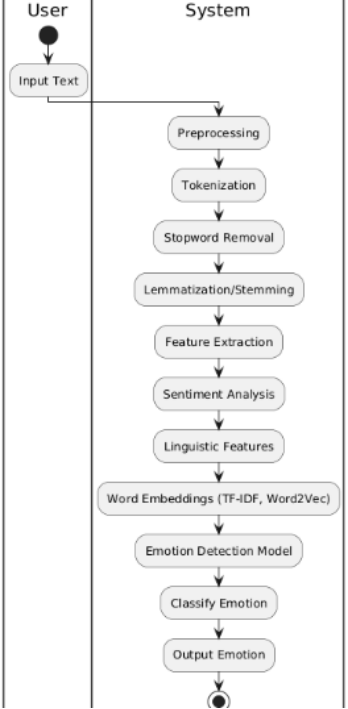 User
System
Input Text
Preprocessing
Tokenization
Stopword Removal
Lemmatization/Stemming
Feature Extraction
Sentiment Analysis
Linguistic Features
Word Embeddings (TF-IDF, Word2Vec)
Emotion Detection Model
Classify Emotion
Output Emotion